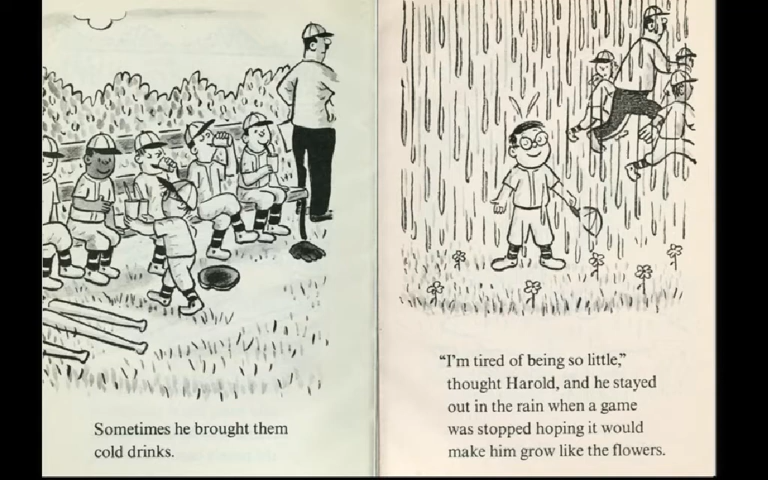 Sometimes he brought them
cold drinks.
“I’m tired of being so little,”
thought Harold, and he stayed
out in the rain when a game
was stopped hoping it would
make him grow like the flowers.